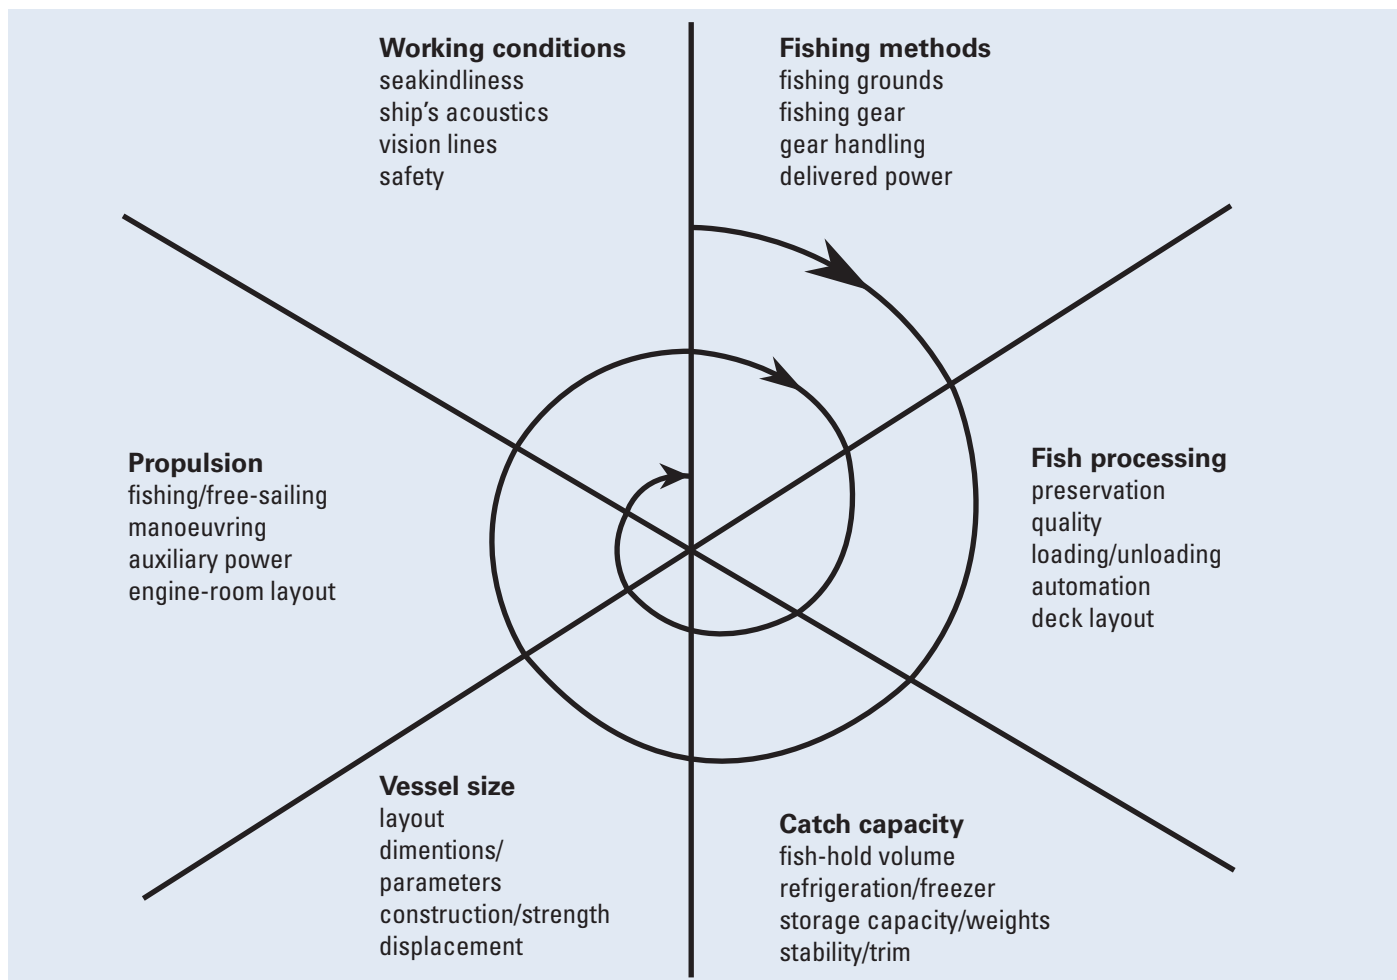 Working conditions
seakindliness
ship's acoustics
vision lines
safety
Fishing methods
fishing grounds
fishing gear
gear handling
delivered power
Propulsion
fishing/free-sailing
manoeuvring
auxiliary power
engine-room layout
Fish processing
preservation
quality
loading/unloading
automation
deck layout
Vessel size
layout
dimentions/
parameters
construction/strength
displacement
Catch capacity
fish-hold volume
refrigeration/freezer
storage capacity/weights
stability/trim